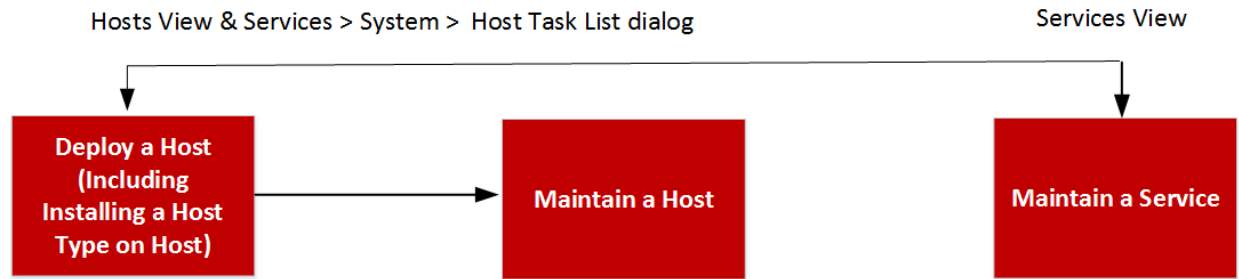 Hosts View & Services > System > Host Task List dialog
Services View
Deploy a Host
(Including
Installing a Host
Type on Host)
Maintain a Host
Maintain a Service